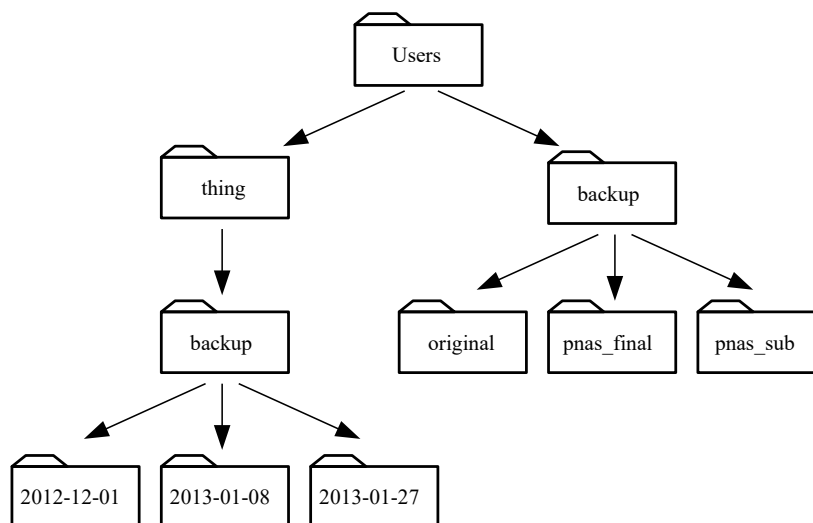 Users
thing
backup
backup
original
pnas_final
pnas_sub
2012-12-01
2013-01-08
2013-01-27